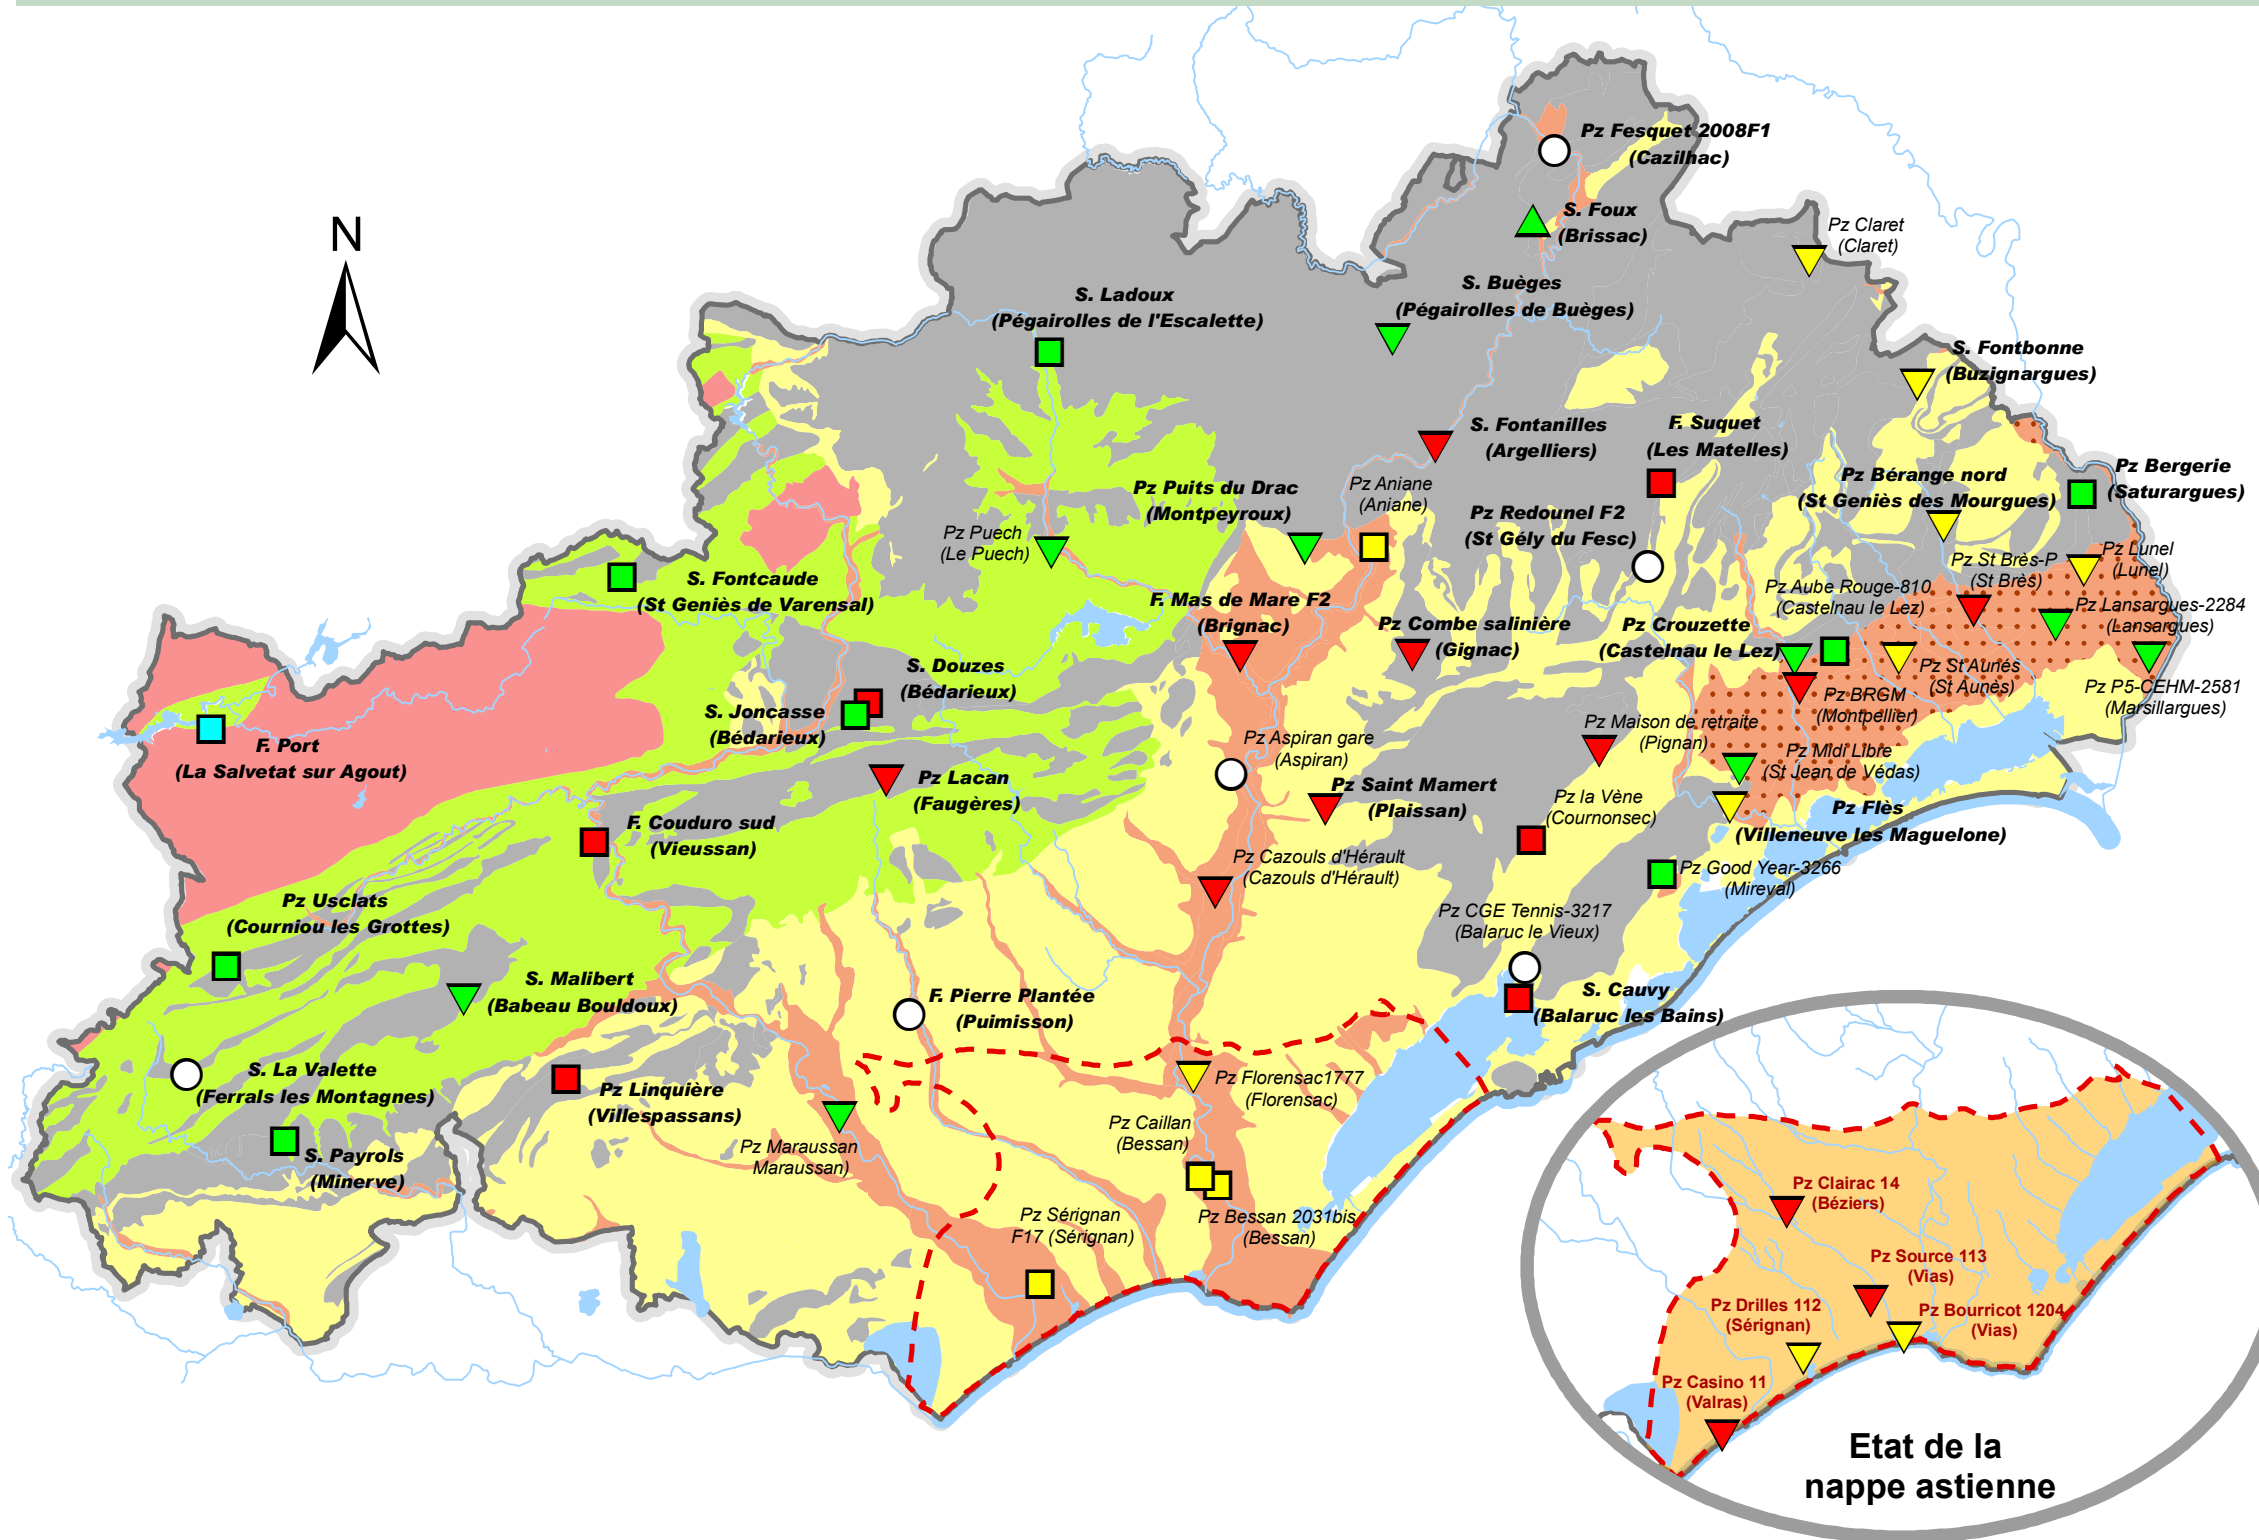 N
Pz Fesquet 2008F1
(Cazilhac)
S. Foux
(Brissac)
Pz Claret
(Claret)
S. Ladoux
(Pégairolles de l'Escalette)
S. Buèges
(Pégairolles de Buèges)
S. Fontbonne
(Buzignargues)
S. Fontanilles
(Argelliers)
F. Suquet
(Les Matelles)
Pz Bérange nord
(St Geniès des Mourgues)
Pz Bergerie
(Saturargues)
Pz Puits du Drac
(Montpeyroux)
Pz Aniane
(Aniane)
Pz Redounel F2
(St Gély du Fesc)
Pz Puech
(Le Puech)
Pz St Brès-P
(St Brès)
Pz Lunel
(Lunel)
S. Fontcaude
(St Geniès de Varensal)
F. Mas de Mare F2
(Brignac)
Pz Aube Rouge-810
(Castelnau le Lez)
Pz Lansargues-2284
(Lansargues)
Pz Combe salinière
(Gignac)
Pz Crouzette
(Castelnau le Lez)
S. Douzes
(Bédarieux)
Pz St Aunés
(St Aunès)
Pz P5-CEHM-2581
(Marsillargues)
S. Joncasse
(Bédarieux)
Pz BRGM
(Montpellier)
F. Port
(La Salvetat sur Agout)
Pz Aspiran gare
(Aspiran)
Pz Maison de retraite
(Pignan)
Pz Midi LIbre
(St Jean de Védas)
Pz Lacan
(Faugères)
Pz Saint Mamert
(Plaissan)
Pz la Vène
(Cournonsec)
Pz Flès
(Villeneuve les Maguelone)
F. Couduro sud
(Vieussan)
Pz Cazouls d'Hérault
(Cazouls d'Hérault)
Pz Good Year-3266
(Mireval)
Pz Usclats
(Courniou les Grottes)
Pz CGE Tennis-3217
(Balaruc le Vieux)
S. Malibert
(Babeau Bouldoux)
F. Pierre Plantée
(Puimisson)
S. Cauvy
(Balaruc les Bains)
S. La Valette
(Ferrals les Montagnes)
Pz Linquière
(Villespassans)
Pz Florensac1777
(Florensac)
Pz Caillan
(Bessan)
Pz Maraussan
Maraussan)
S. Payrols
(Minerve)
Pz Sérignan
F17 (Sérignan)
Pz Bessan 2031bis
(Bessan)
Pz Clairac 14
(Béziers)
Pz Source 113
(Vias)
Pz Drilles 112
(Sérignan)
Pz Bourricot 1204
(Vias)
Pz Casino 11
(Valras)
Etat de la
nappe astienne